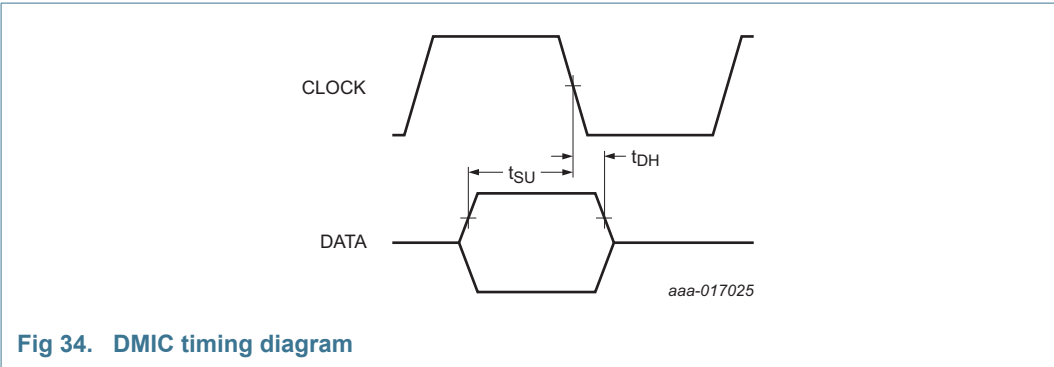 CLOCK
tDH
tSU
DATA
aaa-017025
Fig 34. DMIC timing diagram